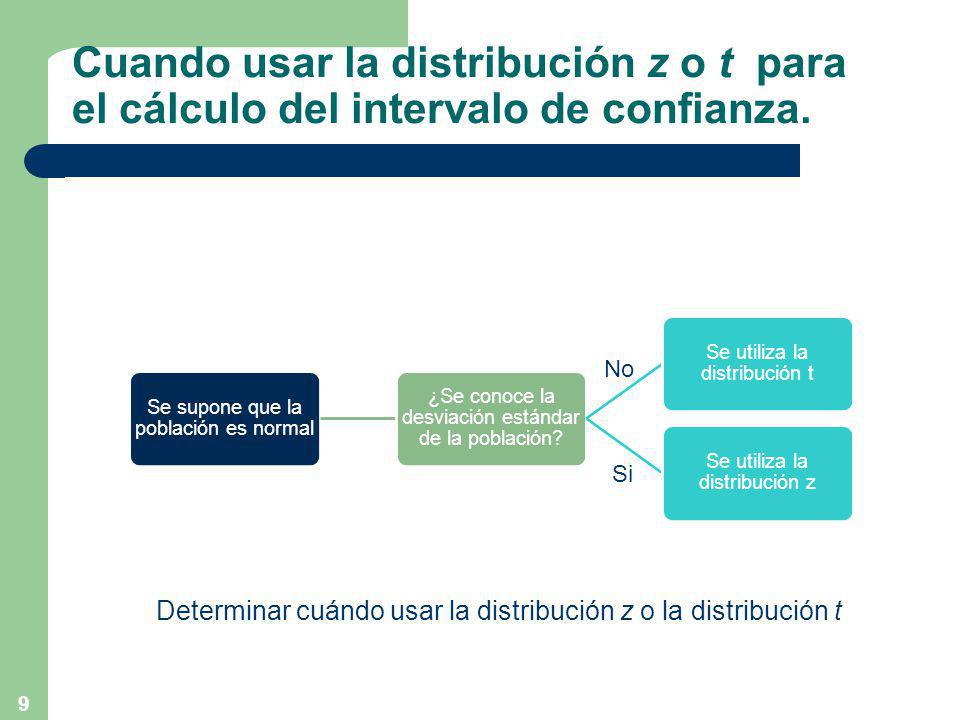 Cuando usar la distribución z o t para
el cálculo del intervalo de confianza.
Se supone que la
población es normal
¿Se conoce la
desviación estándar
de la población?
No
Se utiliza la
distribución t
Si
Se utiliza la
distribución z
Determinar cuándo usar la distribución z o la distribución t
9